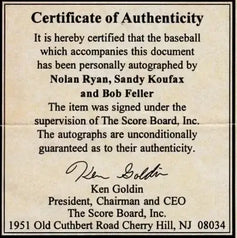 Certificate of Authenticity
It is hereby certified that the baseball
which accompanies this document
has been personally autographed by
Nolan Ryan, Sandy Koufax
and Bob Feller
The item was signed under the
supervision of The Score Board, Inc.
The autographs are unconditionally
guaranteed as to their authenticity.
Ken Goldin
Ken Goldin
President, Chairman and CEO
The Score Board, Inc.
1951 Old Cuthbert Road Cherry Hill, NJ 08034